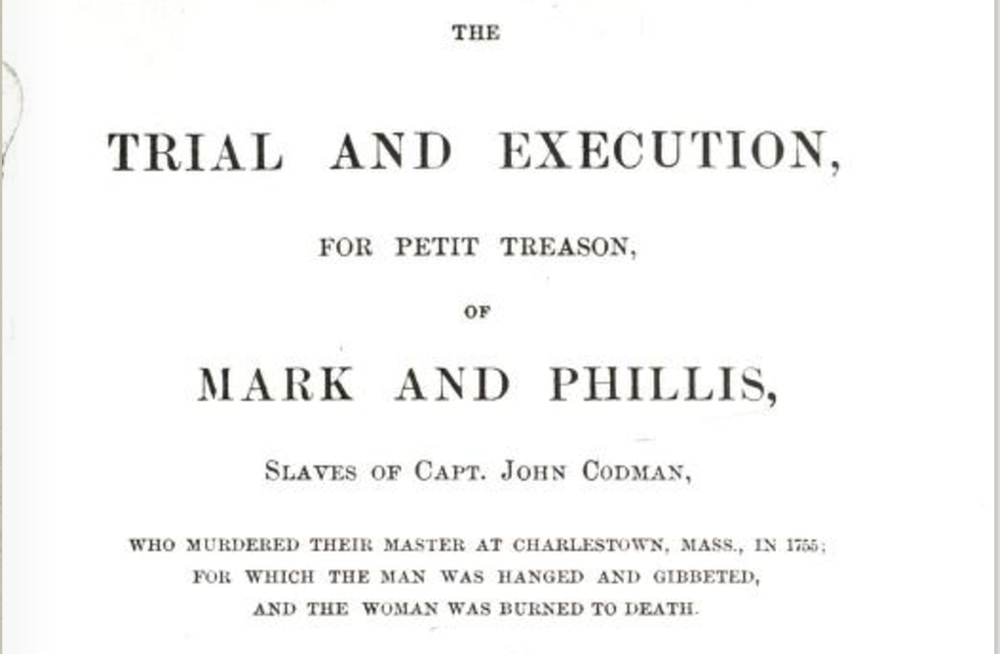 THE
TRIAL AND EXECUTION,
FOR PETIT TREASON,
OF
MARK AND PHILLIS,
SLAVES OF CAPT. JOHN CODMAN,
WHO MURDERED THEIR MASTER AT CHARLESTOWN, MASS., IN 1755;
FOR WHICH THE MAN WAS HANGED AND GIBBETED,
AND THE WOMAN WAS BURNED TO DEATH.